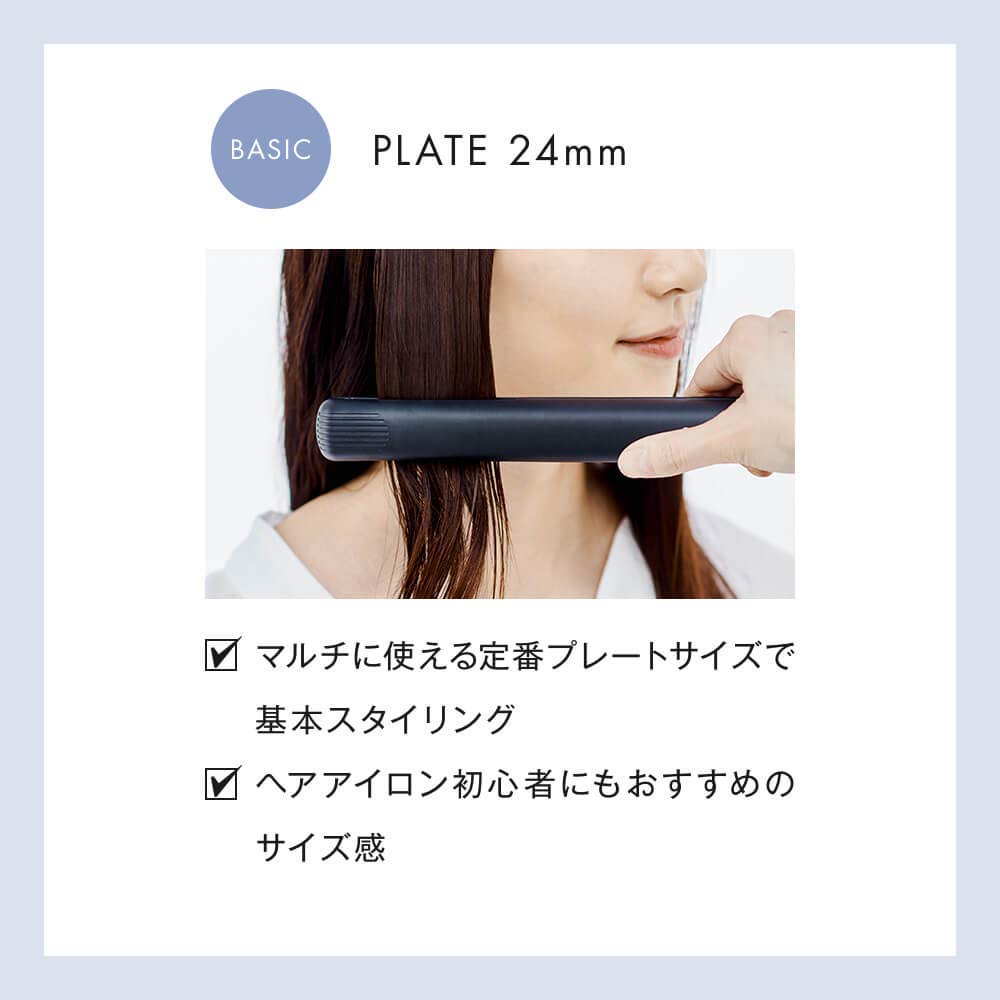 BASIC
PLATE 24mm
マルチに使える定番プレートサイズで
基本スタイリング
ヘアアイロン初心者にもおすすめの
サイズ感